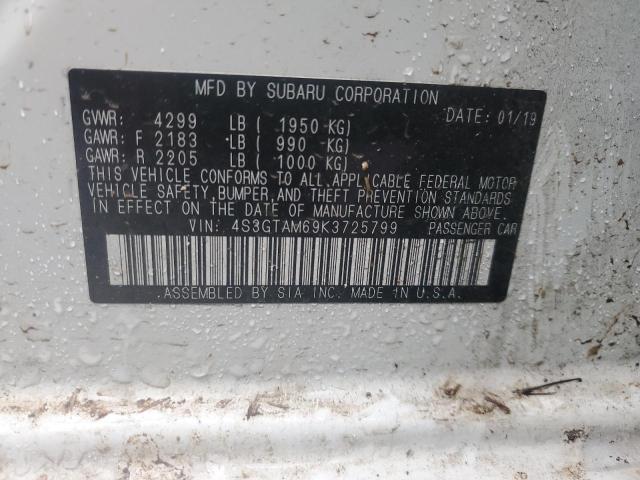 MFD BY SUBARU CORPORATION
GVWR: 4299 LB ( 1950 KG) DATE: 01/19
GAWR: F 2183 LB ( 990 KG)
GAWR: R 2205 LB ( 1000 KG)
THIS VEHICLE CONFORMS TO ALL APPLICABLE FEDERAL MOTOR
VEHICLE SAFETY, BUMPER, AND THEFT PREVENTION STANDARDS
IN EFFECT ON THE DATE OF MANUFACTURE SHOWN ABOVE.
VIN: 4S3GTAM69K3725799 PASSENGER CAR
ASSEMBLED BY SIA INC. MADE IN U.S.A.